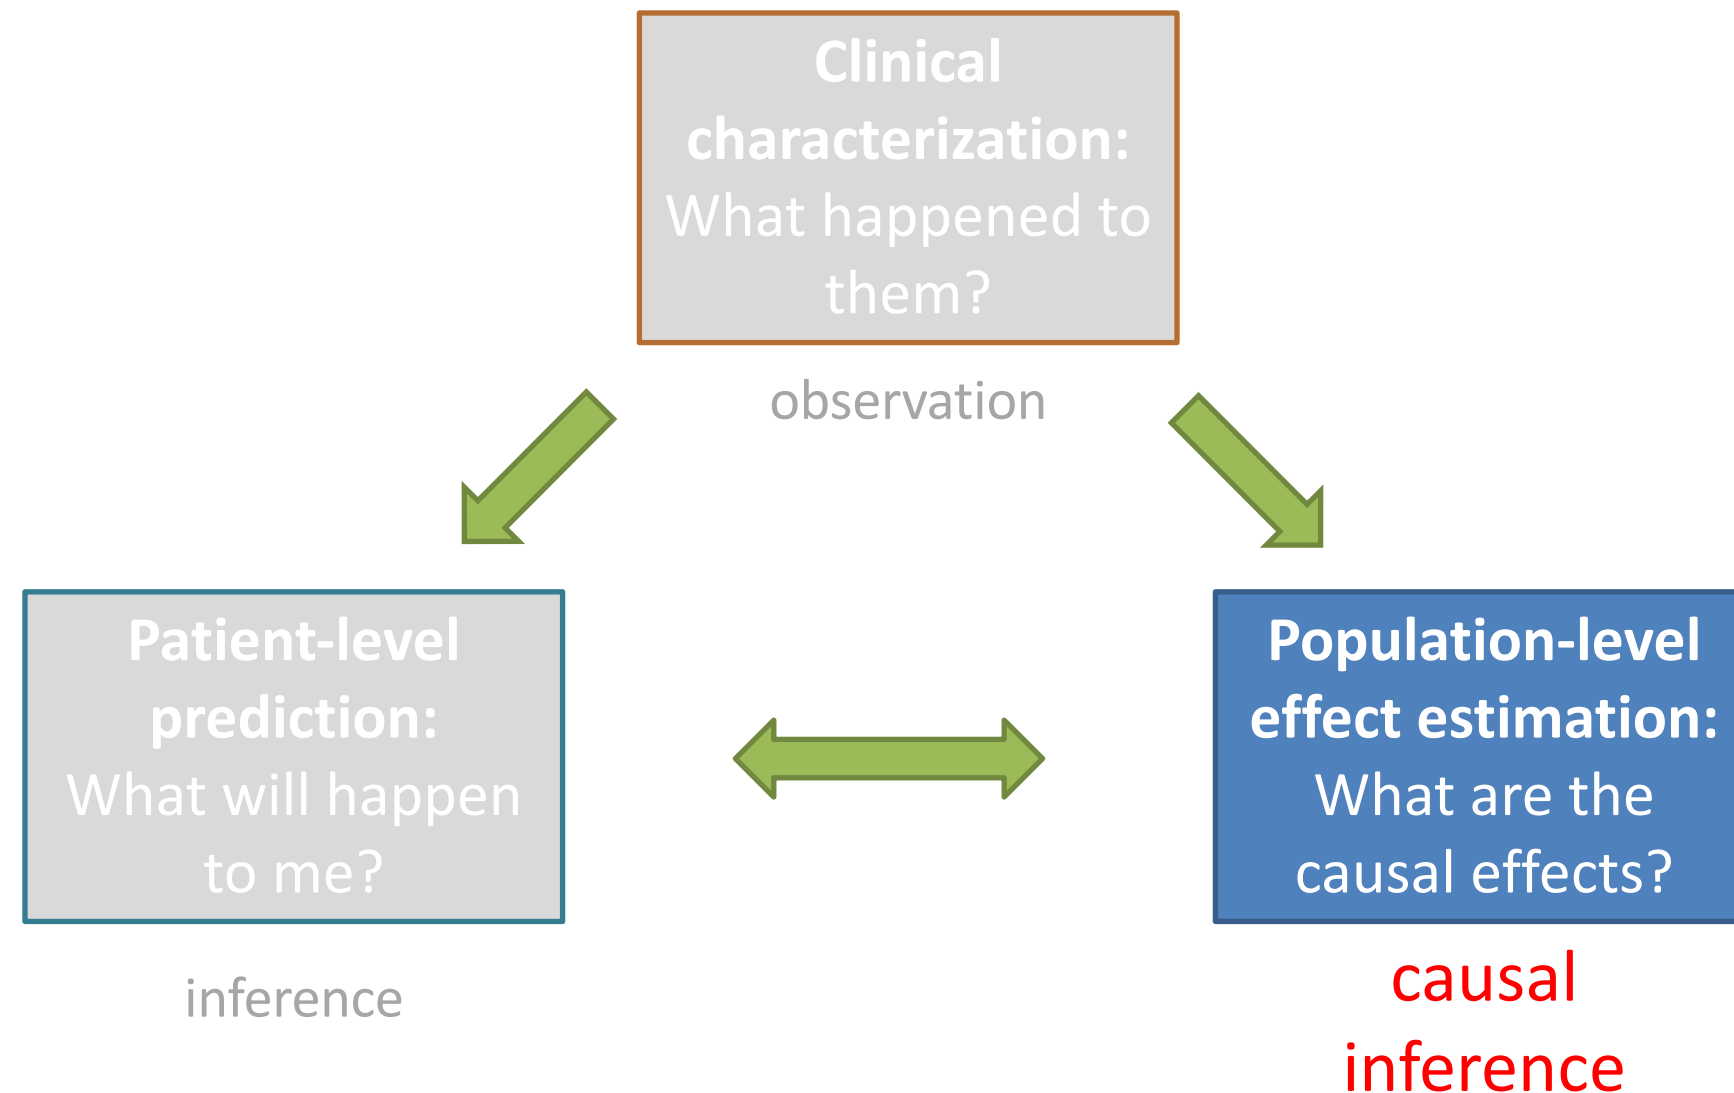 Clinical
characterization:
What happened to
them?
observation
Patient-level
prediction:
What will happen
to me?
inference
Population-level
effect estimation:
What are the
causal effects?
causal
inference